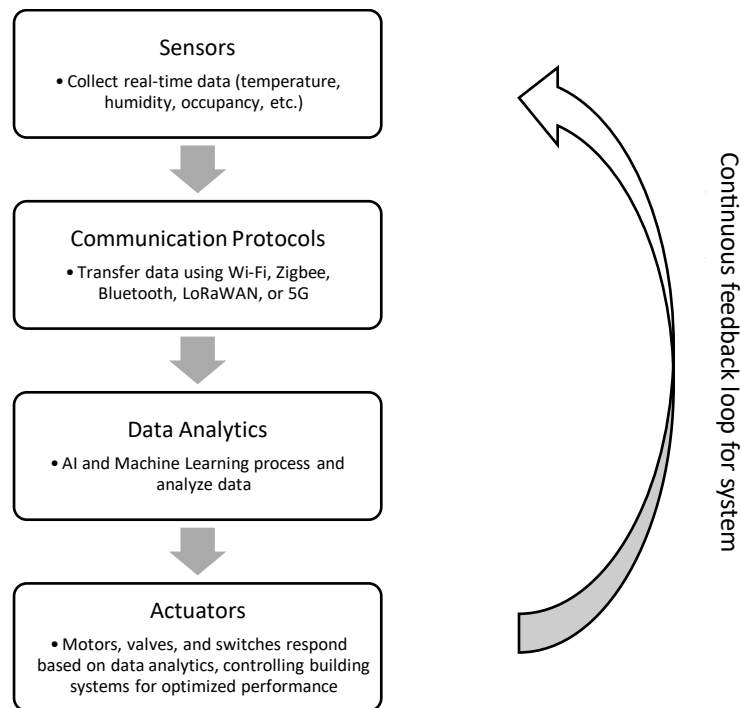 Sensors
• Collect real-time data (temperature,
humidity, occupancy, etc.)
Communication Protocols
• Transfer data using Wi-Fi, Zigbee,
Bluetooth, LoRaWAN, or 5G
Data Analytics
• AI and Machine Learning process and
analyze data
Actuators
• Motors, valves, and switches respond
based on data analytics, controlling building
systems for optimized performance
Continuous feedback loop for system